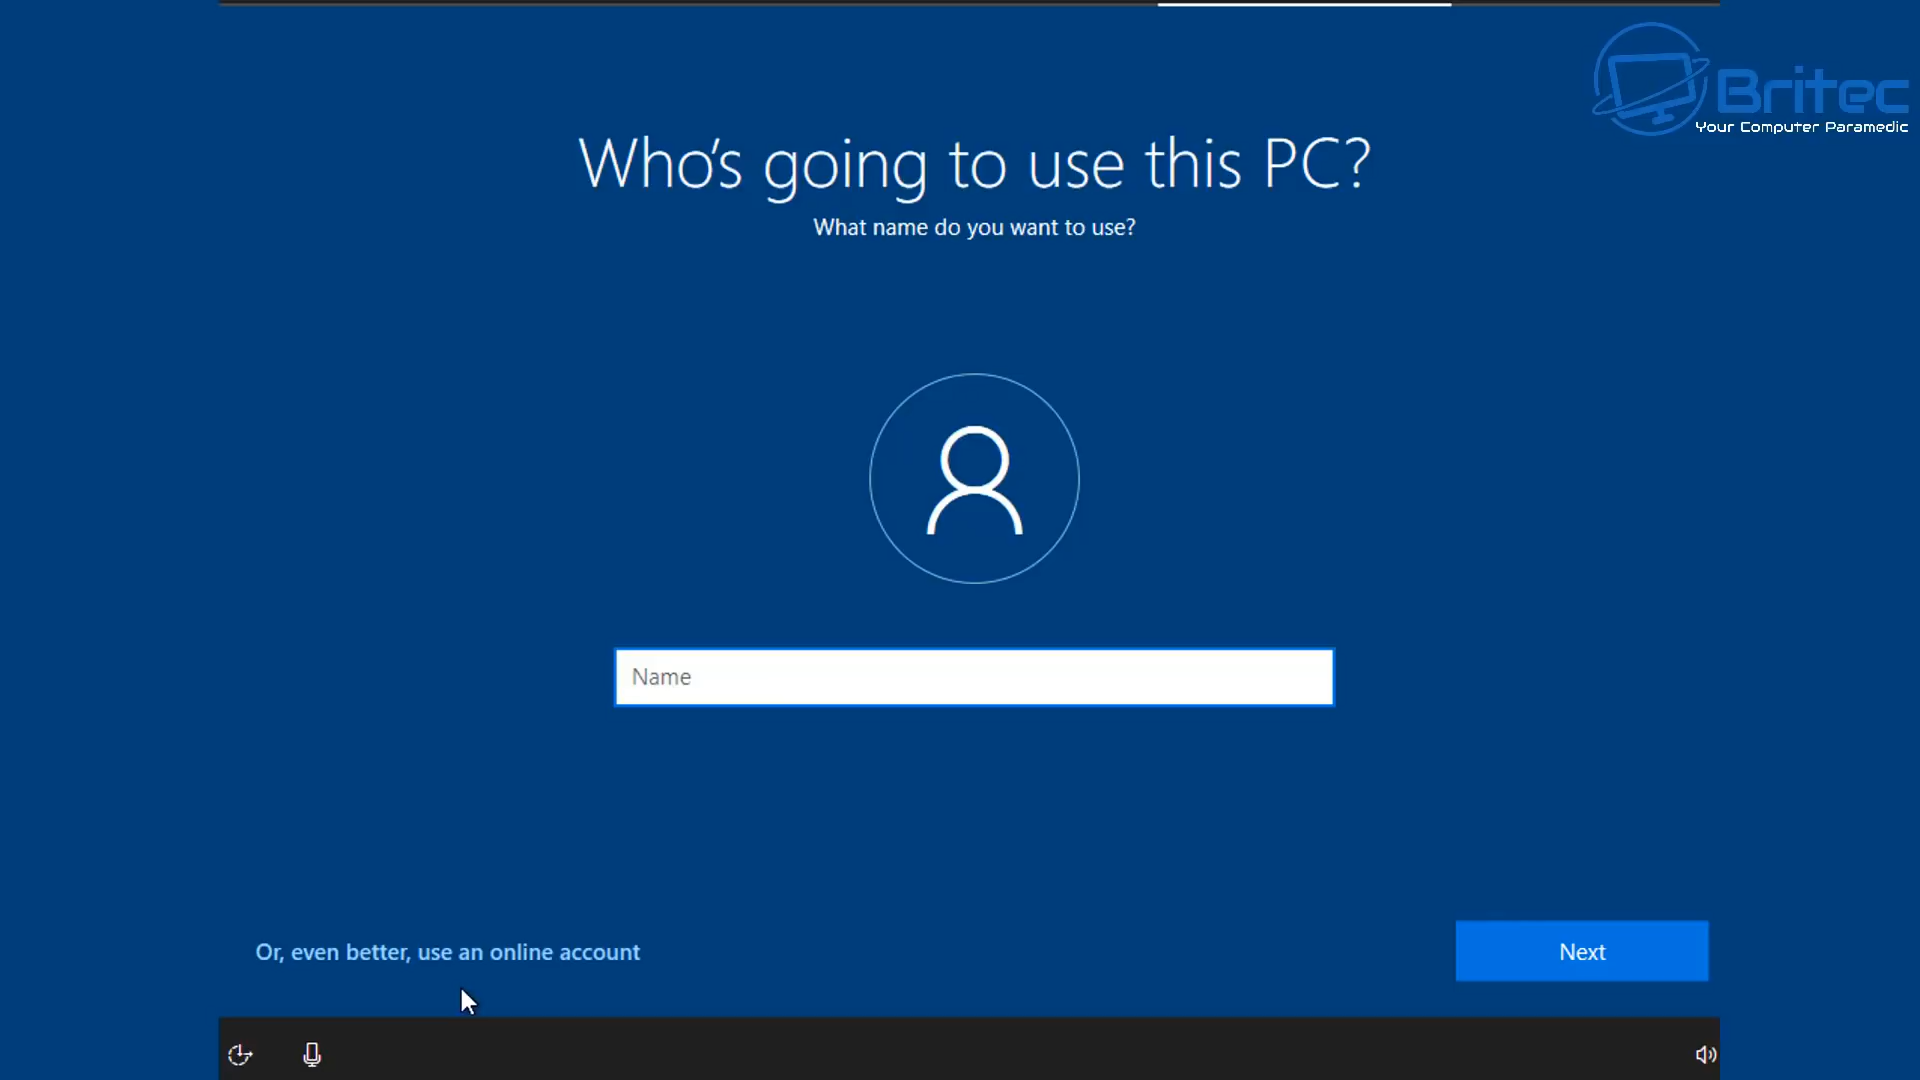 Britec
Your Computer Paramedic
Who's going to use this PC?
What name do you want to use?
Name
Or, even better, use an online account
Next